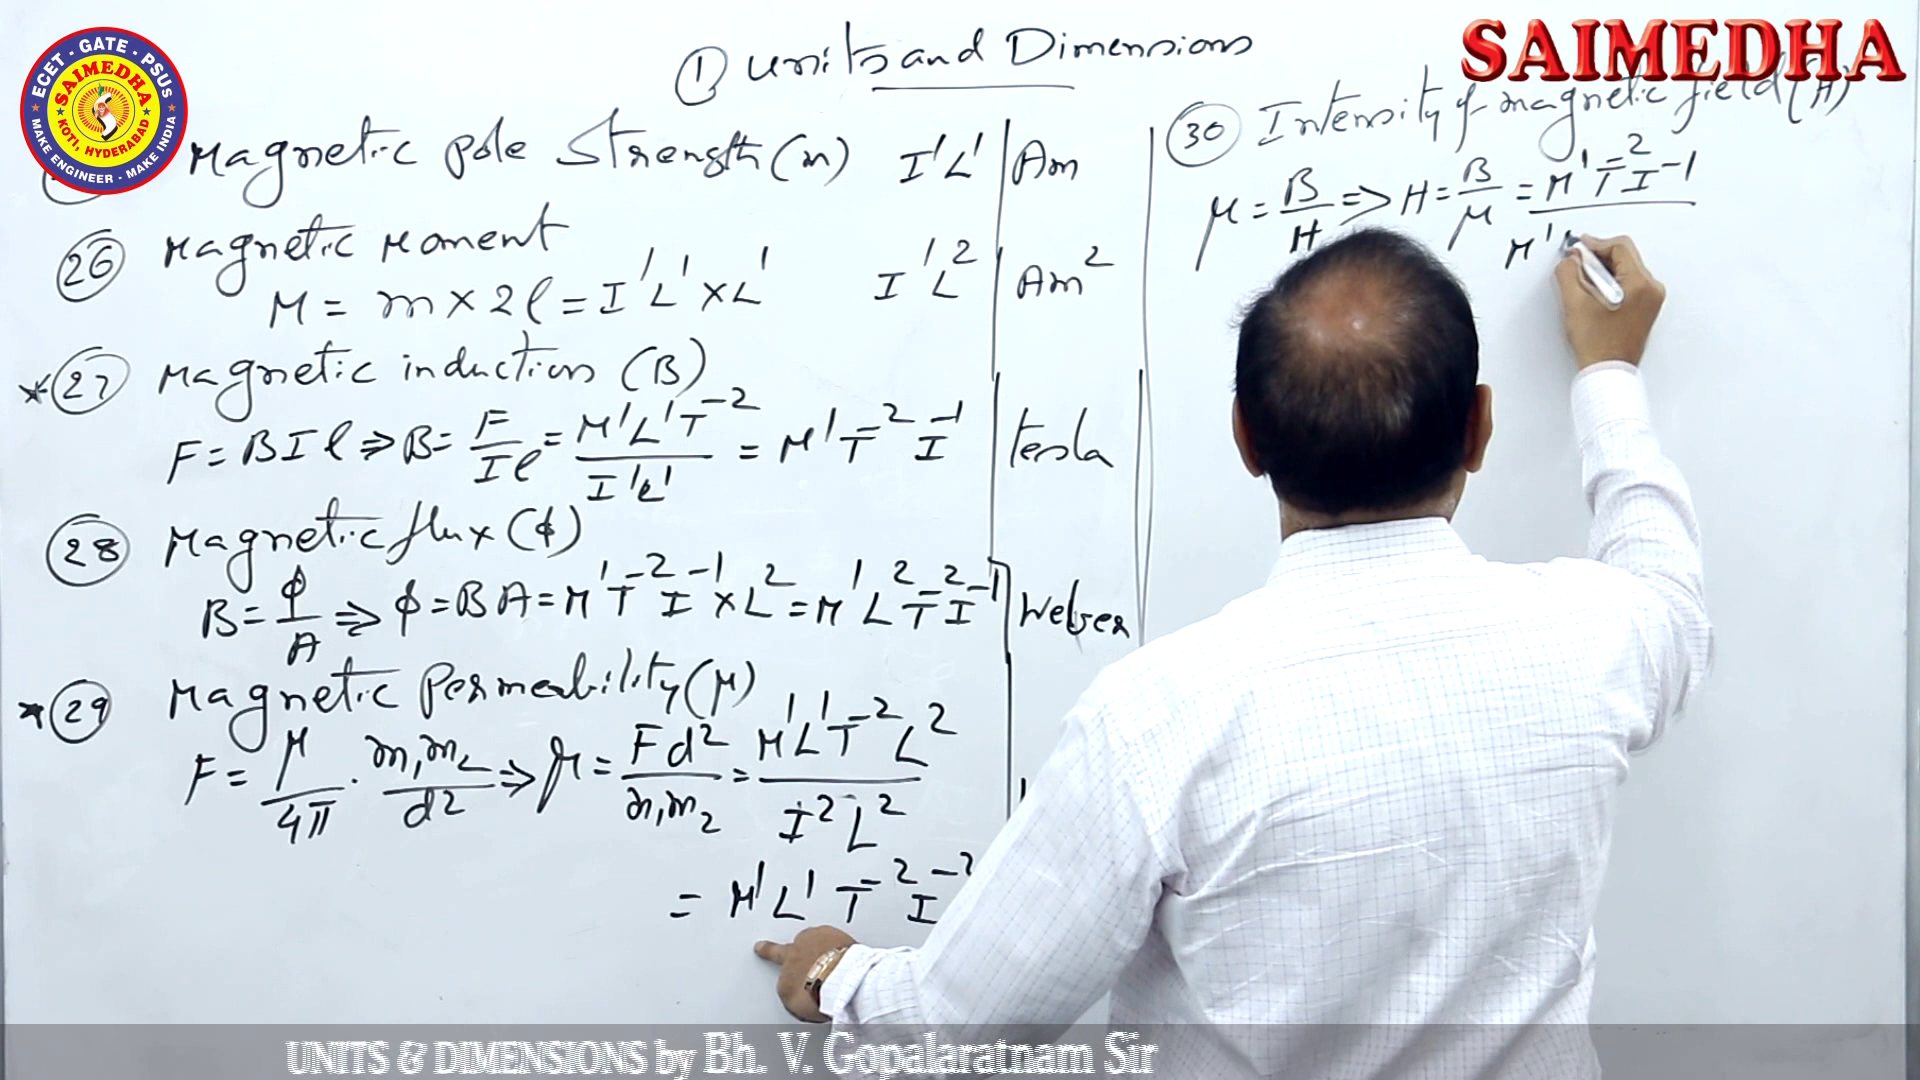 ECET - GATE - PSUS
SAIMEDHA
KOTI, HYDERABAD
MAKE ENGINEER - MAKE INDIA
SAIMEDHA
① Units and Dimensions
Magnetic pole Strength (m) I¹L¹ Am
26 Magnetic Moment
M = m × 2l = I¹L¹ × L¹ I¹L² Am²
* 27 Magnetic induction (B)
F = BIl ⇒ B = F/Il = M¹L¹T⁻²/I¹L¹ = M¹T⁻²I⁻¹ Tesla
28 Magnetic flux (ϕ)
B = ϕ/A ⇒ ϕ = BA = M¹T⁻²I⁻¹ × L² = M¹L²T⁻²I⁻¹ Weber
* 29 Magnetic Permeability (μ)
F = μ/4π · m₁m₂/d² ⇒ μ = Fd²/m₁m₂ = M¹L¹T⁻²L²/I²L²
= M¹L¹T⁻²I⁻²
30 Intensity of magnetic field (H)
μ = B/H ⇒ H = B/μ = M¹T⁻²I⁻¹/M¹
UNITS & DIMENSIONS by Bh. V. Gopalaratnam Sir